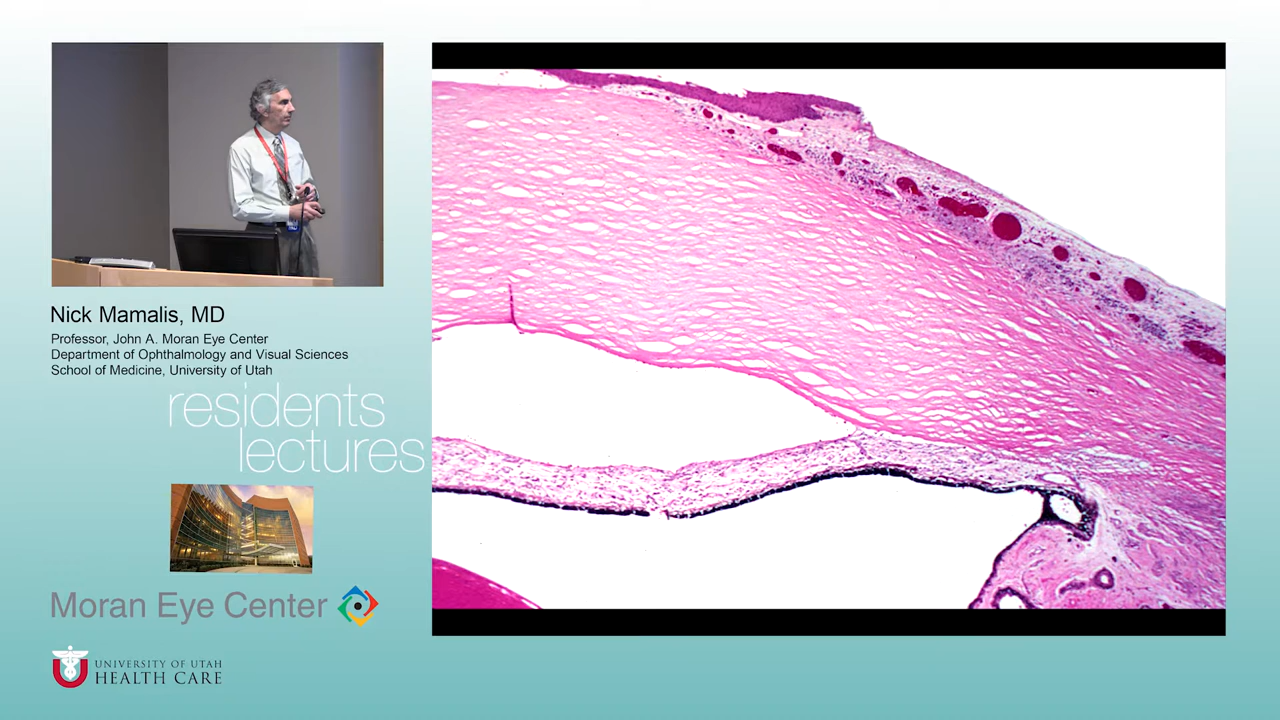 Nick Mamalis, MD
Professor, John A. Moran Eye Center
Department of Ophthalmology and Visual Sciences
School of Medicine, University of Utah
residents
lectures
Moran Eye Center
UNIVERSITY OF UTAH
HEALTH CARE